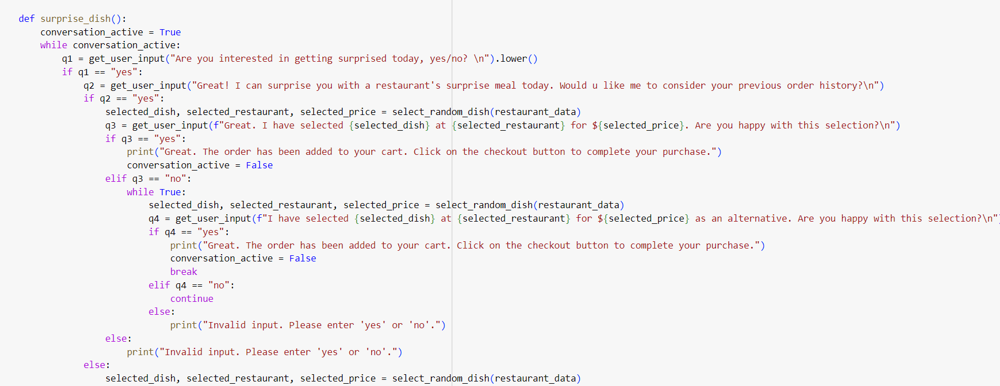 def surprise_dish():
    conversation_active = True
    while conversation_active:
        q1 = get_user_input("Are you interested in getting surprised today, yes/no? \n").lower()
        if q1 == "yes":
            q2 = get_user_input("Great! I can surprise you with a restaurant's surprise meal today. Would u like me to consider your previous order history?\n")
            if q2 == "yes":
                selected_dish, selected_restaurant, selected_price = select_random_dish(restaurant_data)
                q3 = get_user_input(f"Great. I have selected {selected_dish} at {selected_restaurant} for ${selected_price}. Are you happy with this selection?\n")
                if q3 == "yes":
                    print("Great. The order has been added to your cart. Click on the checkout button to complete your purchase.")
                    conversation_active = False
                elif q3 == "no":
                    while True:
                        selected_dish, selected_restaurant, selected_price = select_random_dish(restaurant_data)
                        q4 = get_user_input(f"I have selected {selected_dish} at {selected_restaurant} for ${selected_price} as an alternative. Are you happy with this selection?\n")
                        if q4 == "yes":
                            print("Great. The order has been added to your cart. Click on the checkout button to complete your purchase.")
                            conversation_active = False
                            break
                        elif q4 == "no":
                            continue
                        else:
                            print("Invalid input. Please enter 'yes' or 'no'.")
                else:
                    print("Invalid input. Please enter 'yes' or 'no'.")
            else:
                selected_dish, selected_restaurant, selected_price = select_random_dish(restaurant_data)